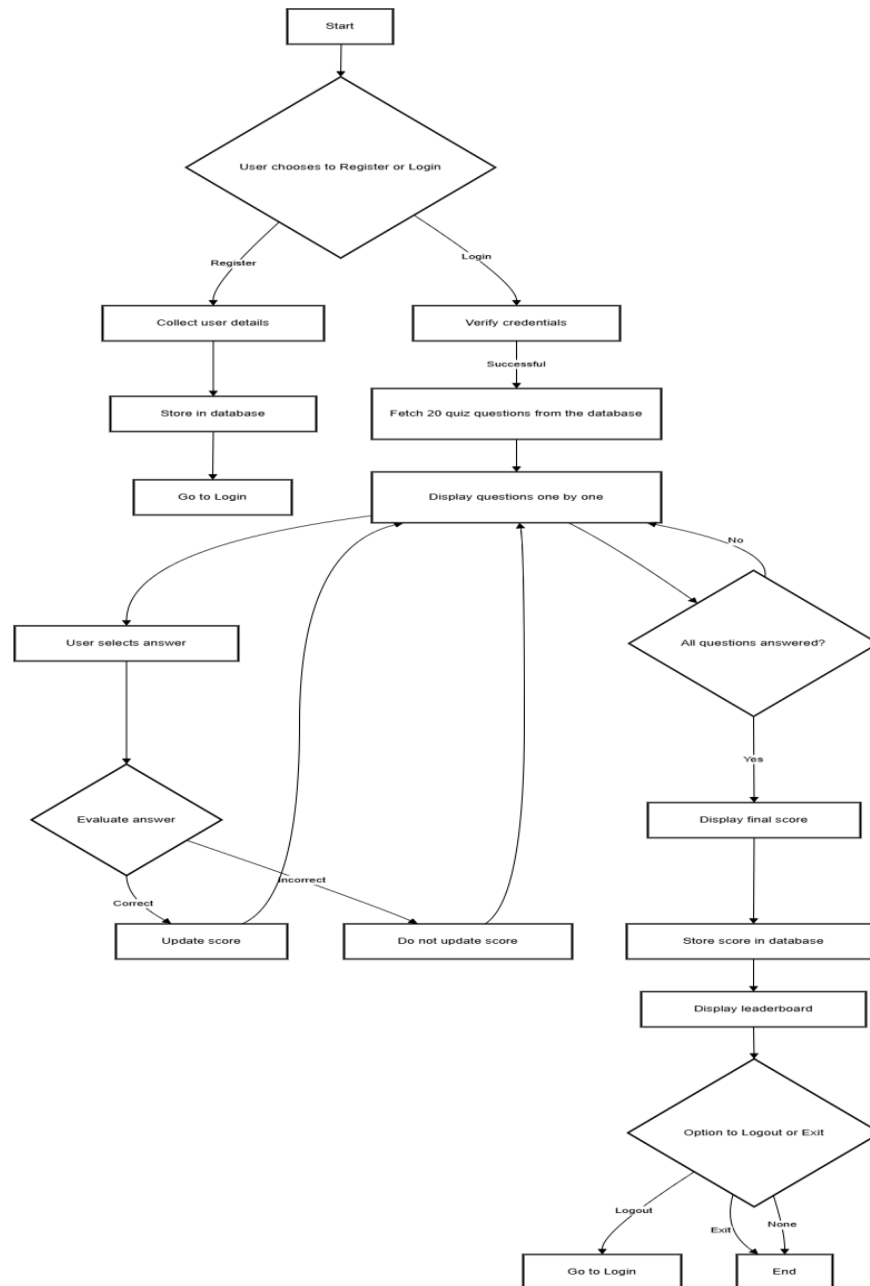 Start
User chooses to Register or Login
Register
Login
Collect user details
Verify credentials
Successful
Store in database
Fetch 20 quiz questions from the database
Go to Login
Display questions one by one
No
User selects answer
All questions answered?
Yes
Evaluate answer
Display final score
Incorrect
Correct
Update score
Do not update score
Store score in database
Display leaderboard
Option to Logout or Exit
Logout
Exit
None
Go to Login
End